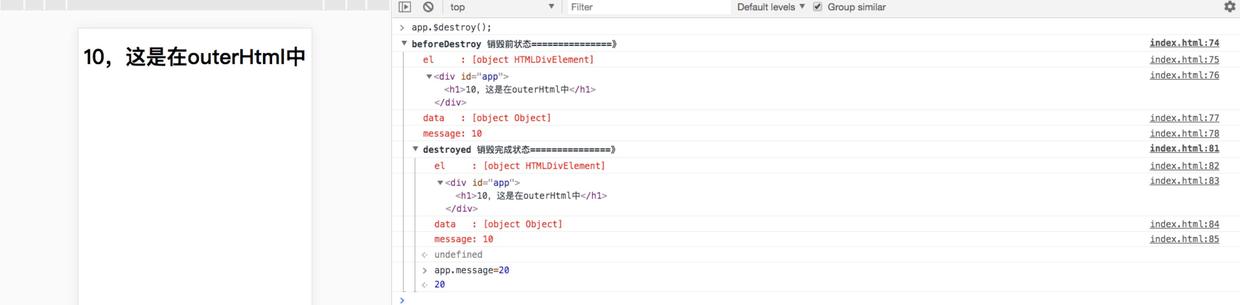 top
Filter
Default levels
Group similar
10，这是在outerHtml中
app.$destroy();
beforeDestroy 销毁前状态===============》 index.html:74
el     : [object HTMLDivElement] index.html:75
<div id="app"> index.html:76
<h1>10，这是在outerHtml中</h1>
</div>
data   : [object Object] index.html:77
message: 10 index.html:78
destroyed 销毁完成状态===============》 index.html:81
el     : [object HTMLDivElement] index.html:82
<div id="app"> index.html:83
<h1>10，这是在outerHtml中</h1>
</div>
data   : [object Object] index.html:84
message: 10 index.html:85
undefined
app.message=20
20